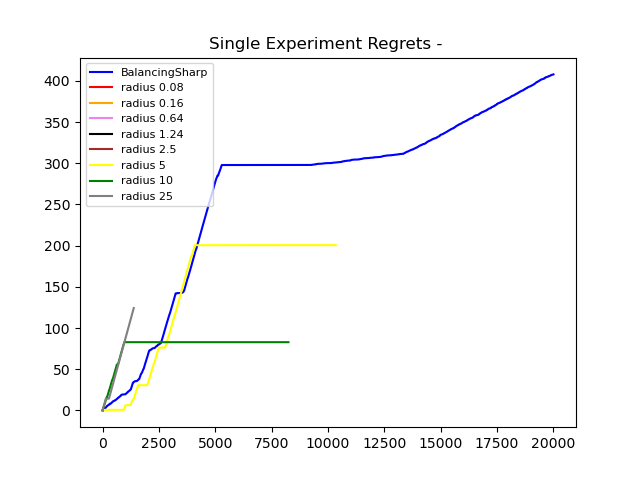 Single Experiment Regrets -
BalancingSharp
radius 0.08
radius 0.16
radius 0.64
radius 1.24
radius 2.5
radius 5
radius 10
radius 25
400
350
300
250
200
150
100
50
0
0 2500 5000 7500 10000 12500 15000 17500 20000